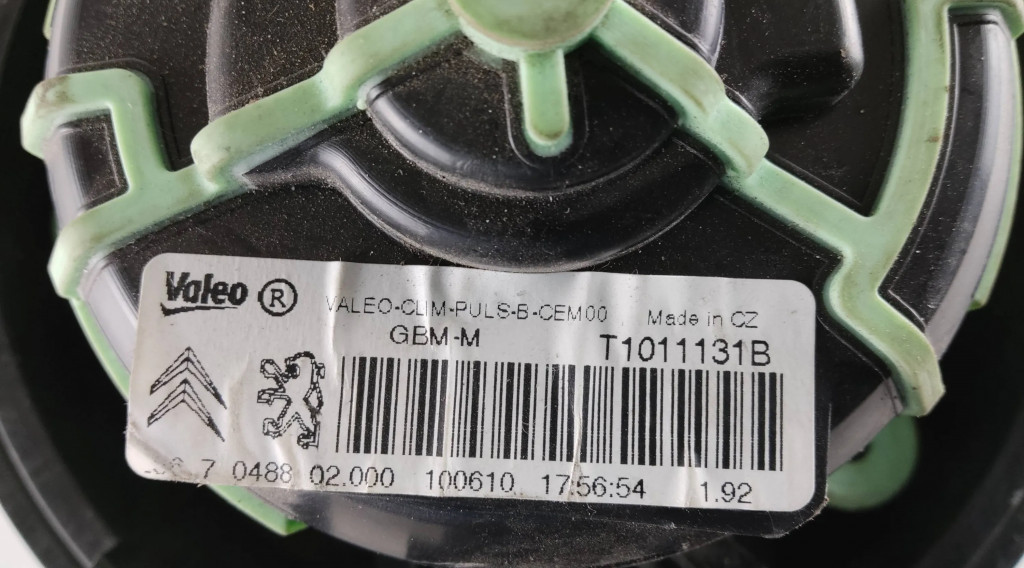 Valeo ®
VALEO-CLIM-PULS-B-CEM00 Made in CZ
GBM-M T1011131B
7 0488 02.000 100610 17:56:54 1.92